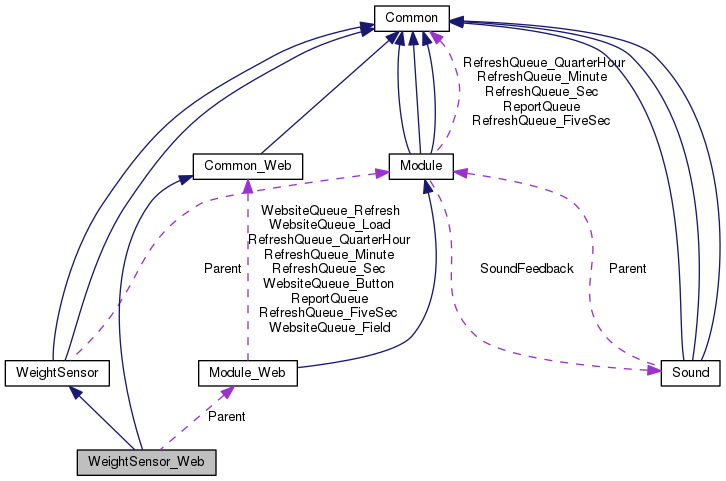 Common
RefreshQueue_QuarterHour
RefreshQueue_Minute
RefreshQueue_Sec
ReportQueue
RefreshQueue_FiveSec
Common_Web
Module
WebsiteQueue_Refresh
WebsiteQueue_Load
RefreshQueue_QuarterHour
RefreshQueue_Minute
RefreshQueue_Sec
WebsiteQueue_Button
ReportQueue
RefreshQueue_FiveSec
WebsiteQueue_Field
Parent
SoundFeedback
Parent
WeightSensor
Module_Web
Sound
Parent
WeightSensor_Web